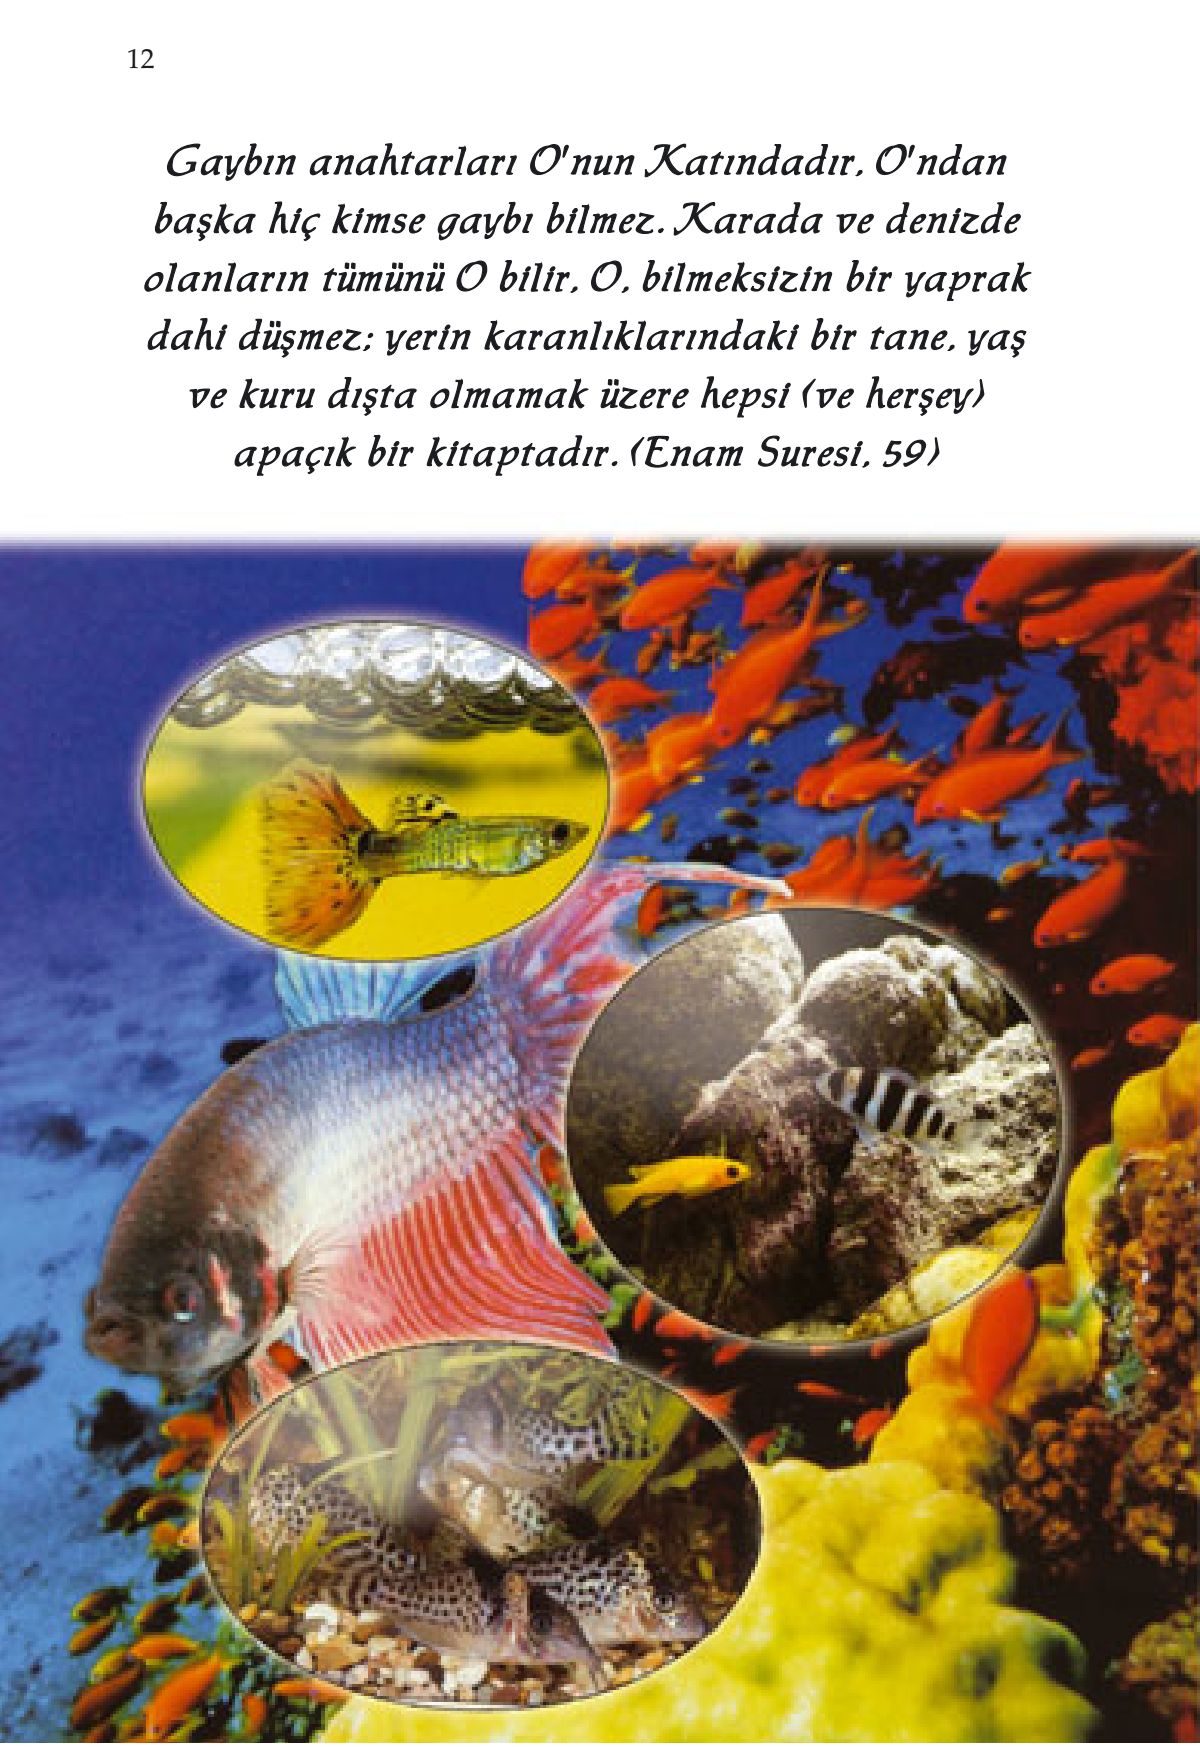 12
Gaybın anahtarları O'nun Katındadır, O'ndan
başka hiç kimse gaybı bilmez. Karada ve denizde
olanların tümünü O bilir, O, bilmeksizin bir yaprak
dahi düşmez; yerin karanlıklarındaki bir tane, yaş
ve kuru dışta olmamak üzere hepsi (ve herşey)
apaçık bir kitaptadır. (Enam Suresi, 59)